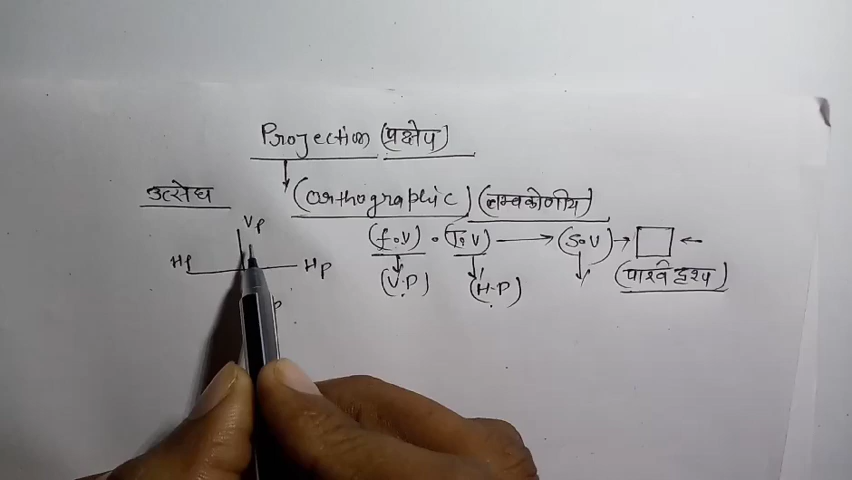 Projection (प्रक्षेप)
उत्सेध (Orthographic) (लम्बकोणीय)
VP
(f.v) . (T.v) (S.v)
HP HP (V.P) (H.P) (पार्श्व दृश्य)
P